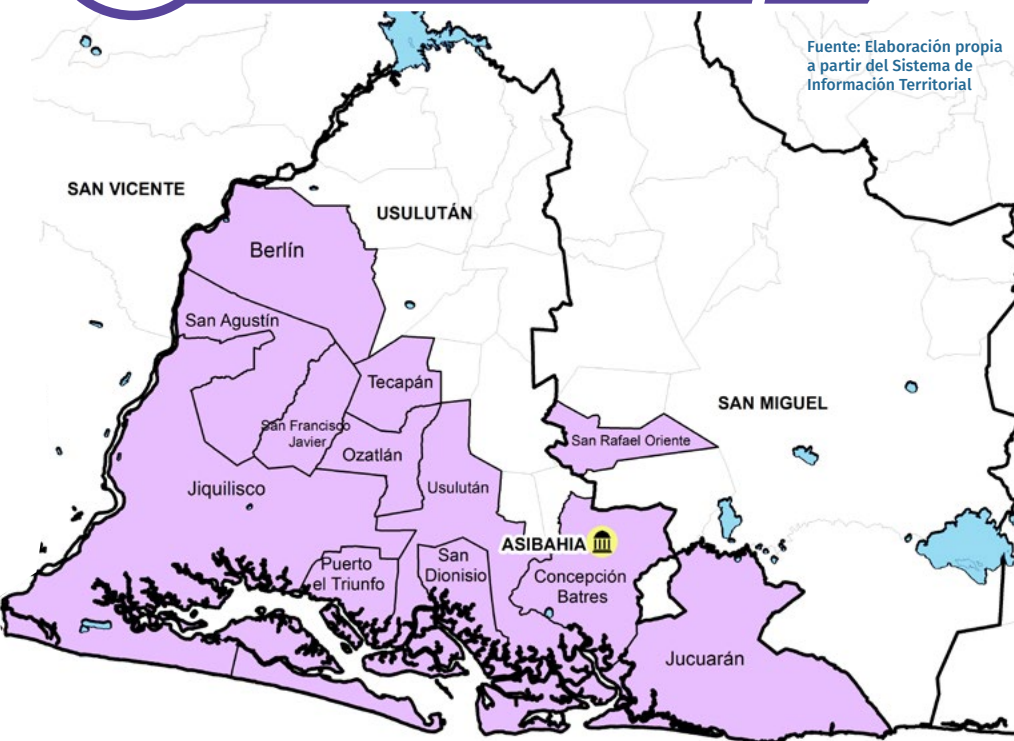 Fuente: Elaboración propia
a partir del Sistema de
Información Territorial
SAN VICENTE
USULUTÁN
Berlín
San Agustín
Tecapán
SAN MIGUEL
San Francisco
Javier
San Rafael Oriente
Ozatlán
Jiquilisco
Usulután
ASIBAHIA
Puerto
el Triunfo
San
Dionisio
Concepción
Batres
Jucuarán